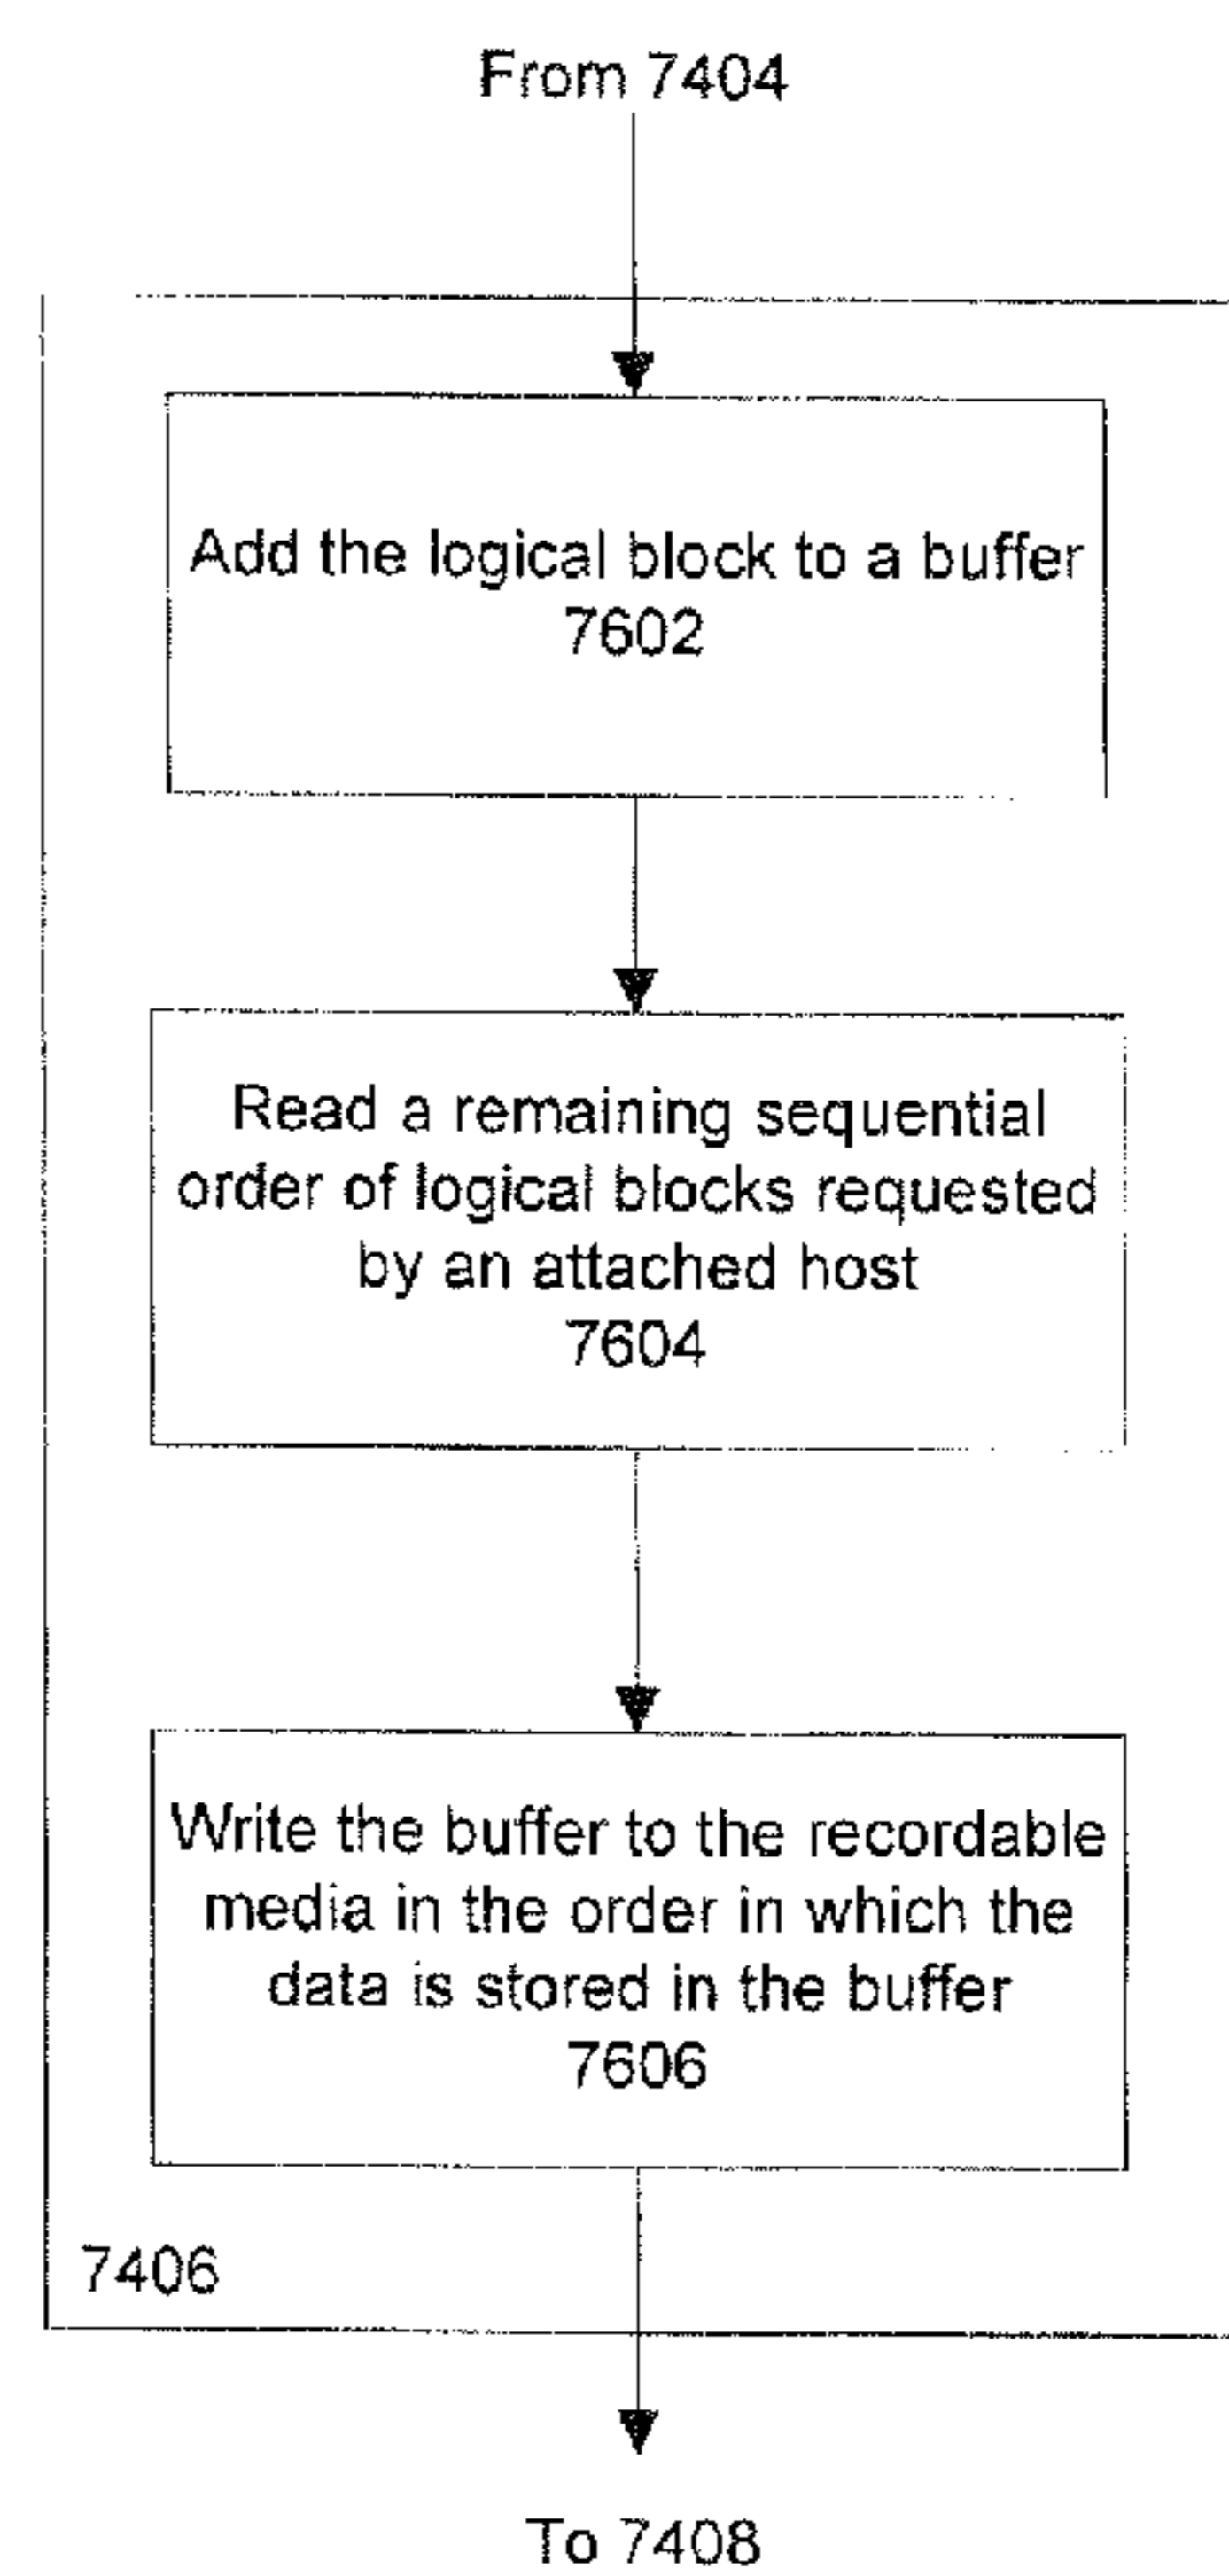 From 7404
Add the logical block to a buffer
7602
Read a remaining sequential
order of logical blocks requested
by an attached host
7604
Write the buffer to the recordable
media in the order in which the
data is stored in the buffer
7606
7406
To 7408